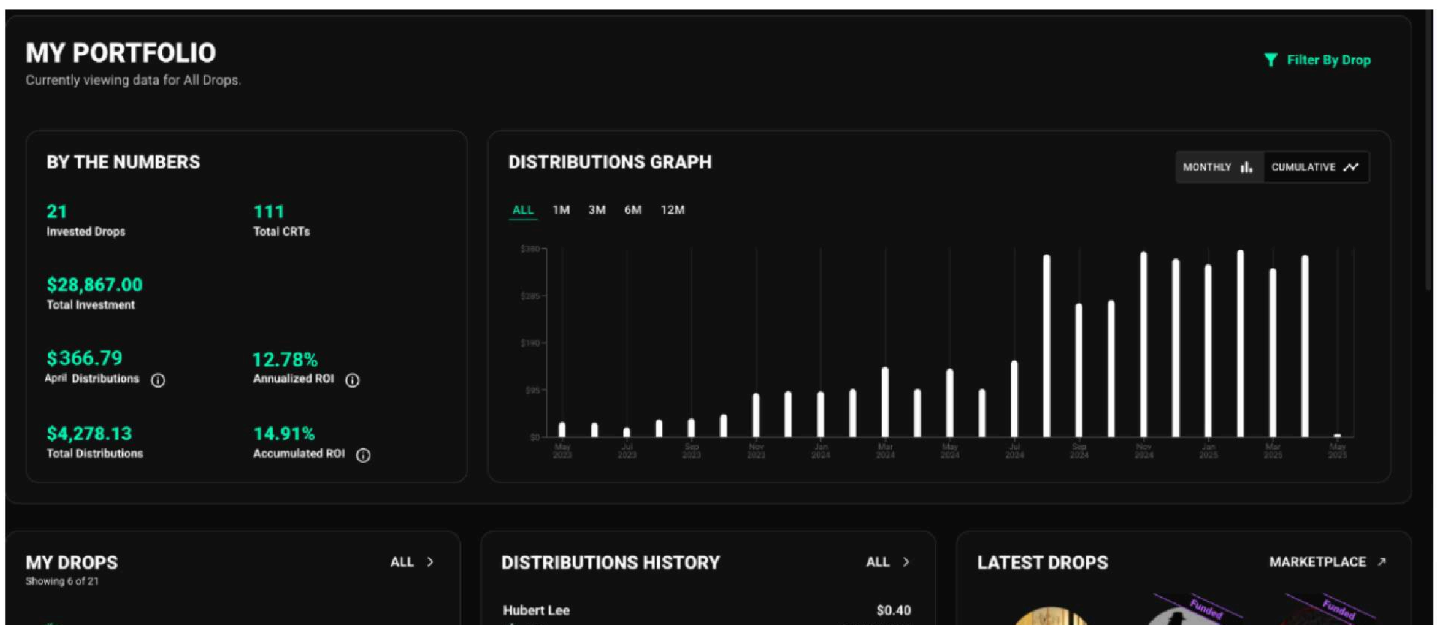 MY PORTFOLIO
Currently viewing data for All Drops.
Filter By Drop
BY THE NUMBERS
21
Invested Drops
111
Total CRTs
$28,867.00
Total Investment
$366.79
April Distributions
12.78%
Annualized ROI
$4,278.13
Total Distributions
14.91%
Accumulated ROI
DISTRIBUTIONS GRAPH
MONTHLY
CUMULATIVE
ALL 1M 3M 6M 12M
$380
$285
$190
$95
$0
May Jul Sep Nov Jan Mar May Jul Sep Nov Jan Mar May
2023 2023 2023 2023 2024 2024 2024 2024 2024 2024 2025 2025 2025
MY DROPS
ALL >
Showing 6 of 21
DISTRIBUTIONS HISTORY
ALL >
Hubert Lee $0.40
LATEST DROPS
MARKETPLACE
Funded
Funded